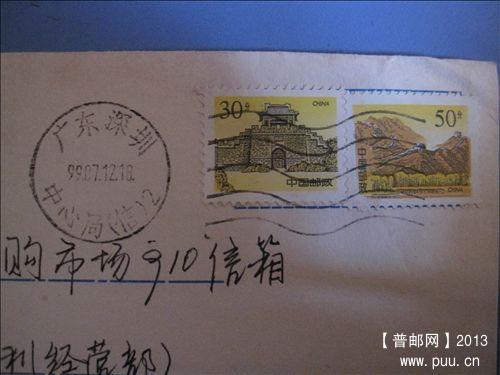 30分
CHINA
中国邮政
50分
中国邮政
CHINA
广东深圳
99.07.12.18.
中心局(信)2
购市场910信箱
利经营部)
【普邮网】2013
www.puu.cn